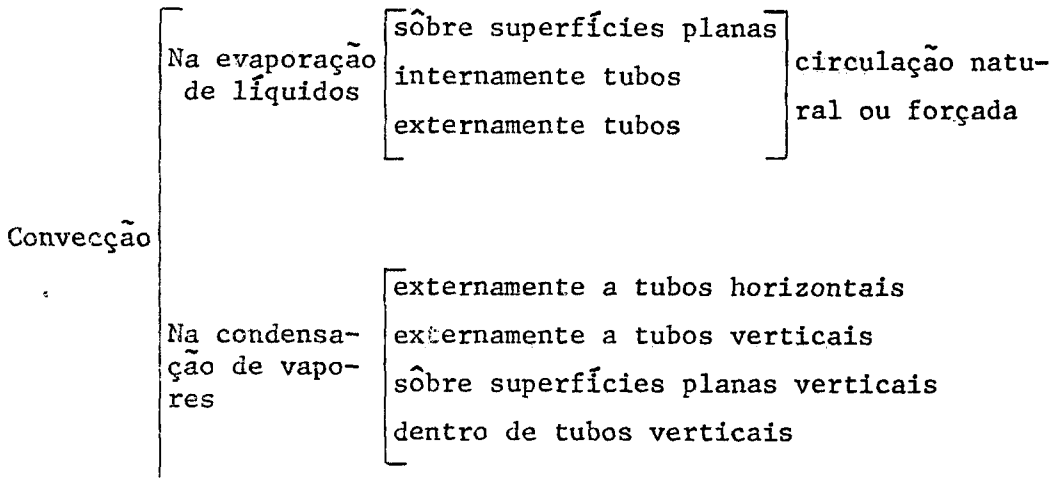 Convecção
Na evaporação
de líquidos
sôbre superfícies planas
internamente tubos
externamente tubos
circulação natu-
ral ou forçada
Na condensa-
ção de vapo-
res
externamente a tubos horizontais
externamente a tubos verticais
sôbre superfícies planas verticais
dentro de tubos verticais